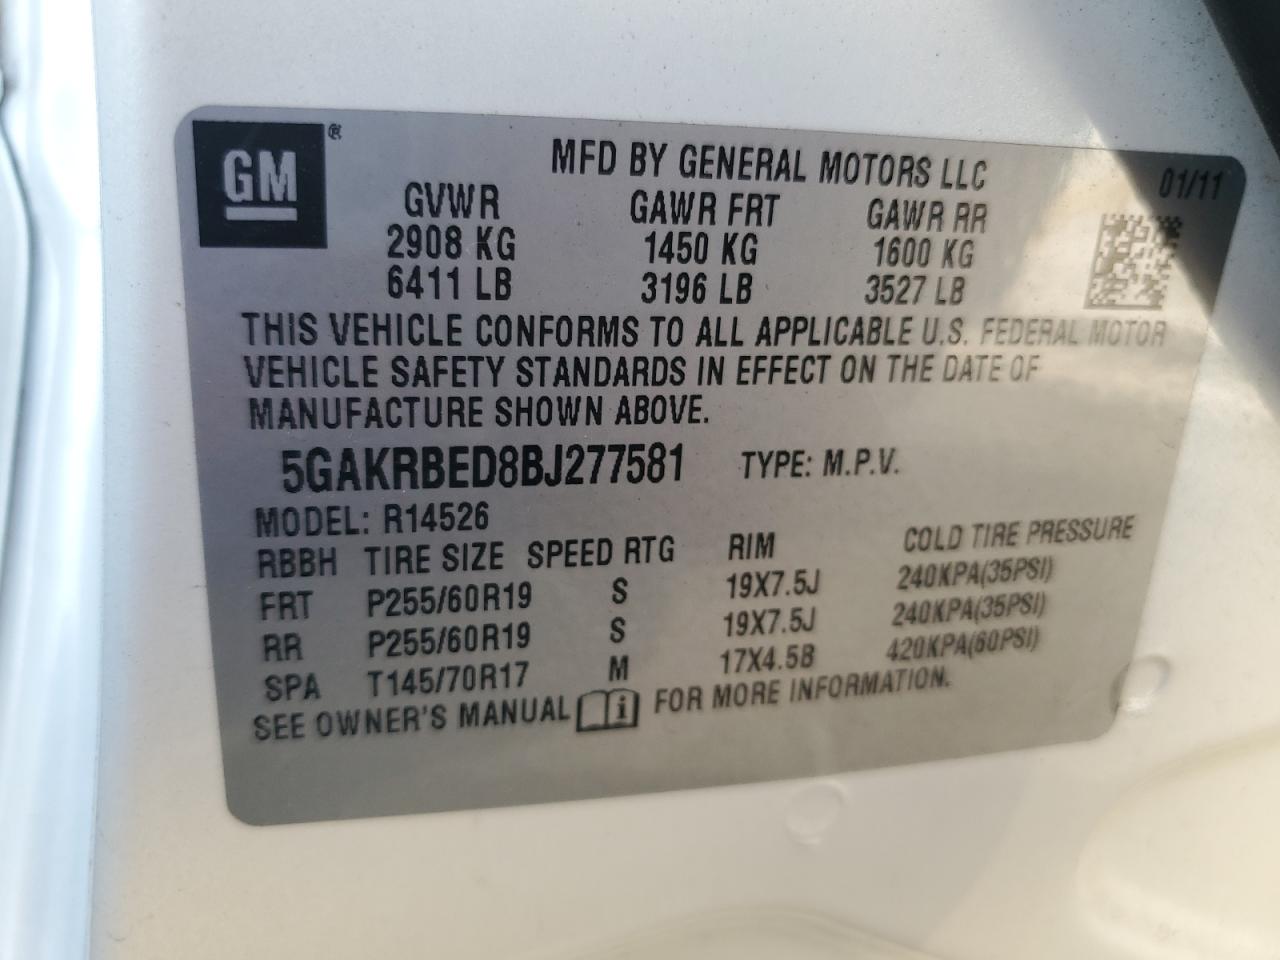 GM ®
MFD BY GENERAL MOTORS LLC 01/11
GVWR GAWR FRT GAWR RR
2908 KG 1450 KG 1600 KG
6411 LB 3196 LB 3527 LB
THIS VEHICLE CONFORMS TO ALL APPLICABLE U.S. FEDERAL MOTOR
VEHICLE SAFETY STANDARDS IN EFFECT ON THE DATE OF
MANUFACTURE SHOWN ABOVE.
5GAKRBED8BJ277581 TYPE: M.P.V.
MODEL: R14526
RBBH TIRE SIZE SPEED RTG RIM COLD TIRE PRESSURE
FRT P255/60R19 S 19X7.5J 240KPA(35PSI)
RR P255/60R19 S 19X7.5J 240KPA(35PSI)
SPA T145/70R17 M 17X4.5B 420KPA(60PSI)
SEE OWNER'S MANUAL i FOR MORE INFORMATION.